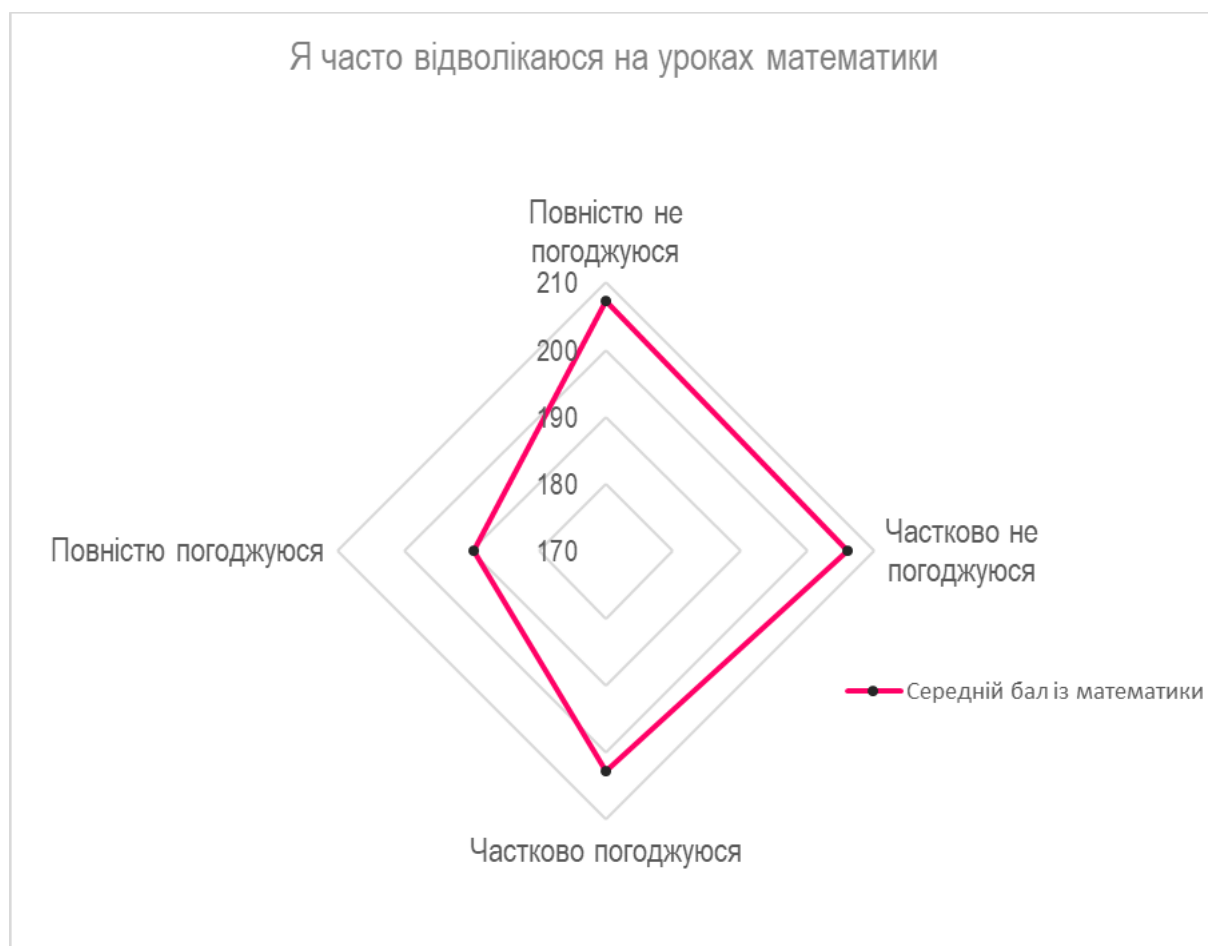 Я часто відволікаюся на уроках математики
Повністю не
погоджуюся
210
200
190
180
170
Частково не
погоджуюся
Повністю погоджуюся
Середній бал із математики
Частково погоджуюся